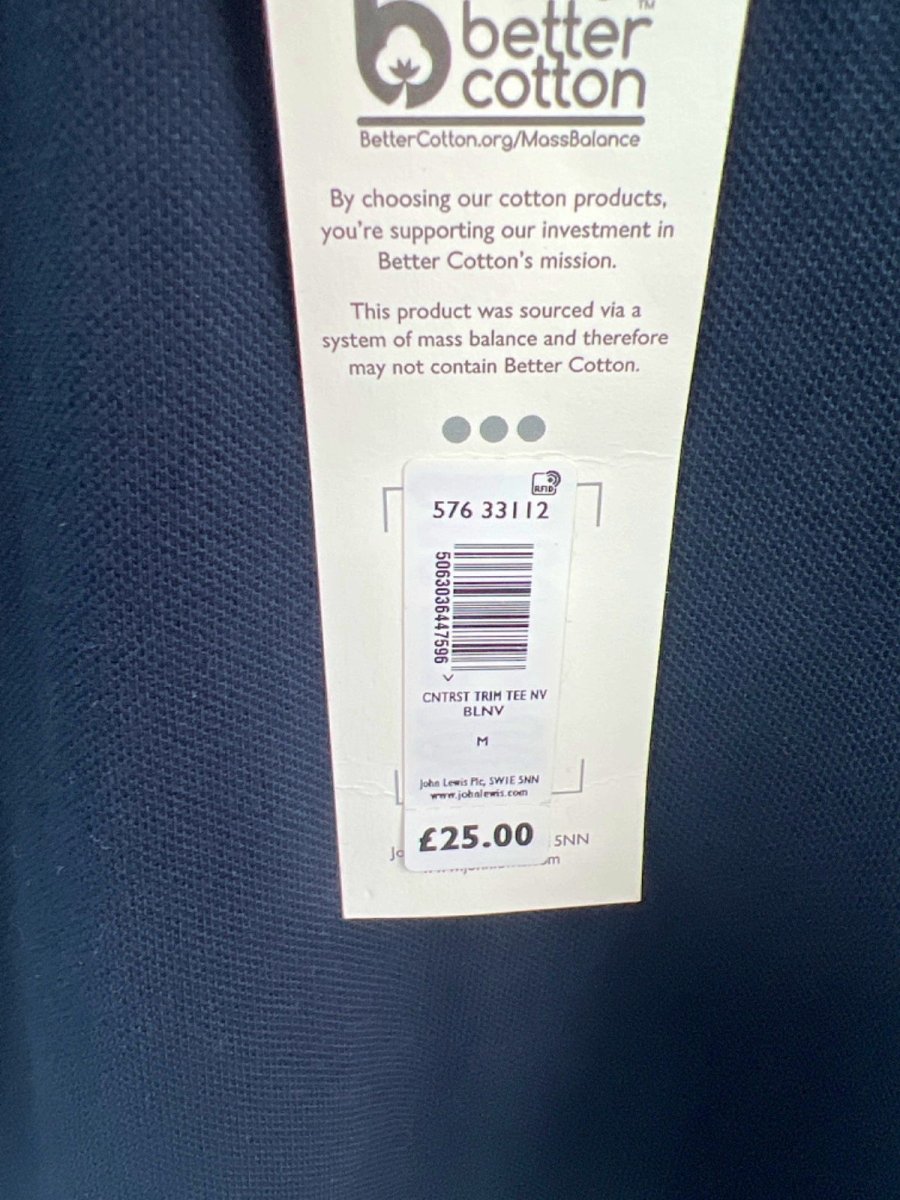 better
cotton
TM
BetterCotton.org/MassBalance
By choosing our cotton products,
you're supporting our investment in
Better Cotton's mission.
This product was sourced via a
system of mass balance and therefore
may not contain Better Cotton.
RFID
576 33112
5063036447596
CNTRST TRIM TEE NV
BLNV
M
John Lewis Plc, SW1E 5NN
www.johnlewis.com
£25.00
Jo 5NN